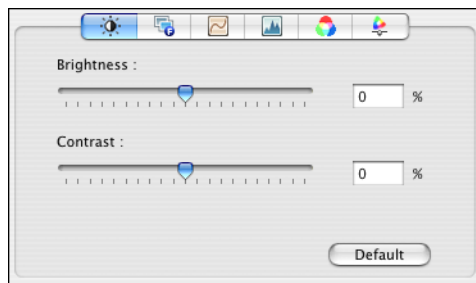 F
Brightness :
0 %
Contrast :
0 %
Default